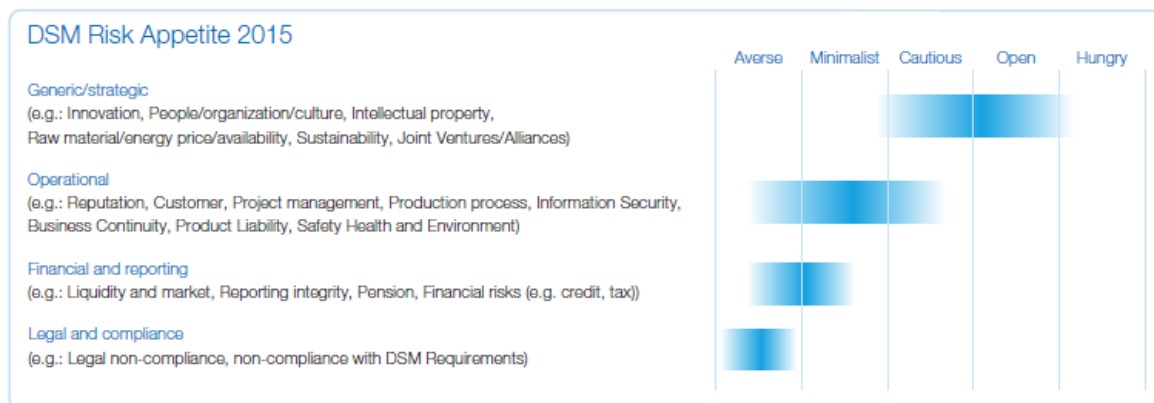 DSM Risk Appetite 2015
Averse Minimalist Cautious Open Hungry
Generic/strategic
(e.g.: Innovation, People/organization/culture, Intellectual property,
Raw material/energy price/availability, Sustainability, Joint Ventures/Alliances)
Operational
(e.g.: Reputation, Customer, Project management, Production process, Information Security,
Business Continuity, Product Liability, Safety Health and Environment)
Financial and reporting
(e.g.: Liquidity and market, Reporting integrity, Pension, Financial risks (e.g. credit, tax))
Legal and compliance
(e.g.: Legal non-compliance, non-compliance with DSM Requirements)